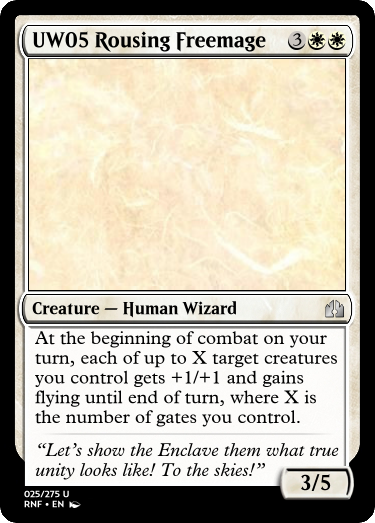 UW05 Rousing Freemage 3
Creature — Human Wizard
At the beginning of combat on your
turn, each of up to X target creatures
you control gets +1/+1 and gains
flying until end of turn, where X is
the number of gates you control.
“Let’s show the Enclave them what true
unity looks like! To the skies!”
3/5
025/275 U
RNF • EN